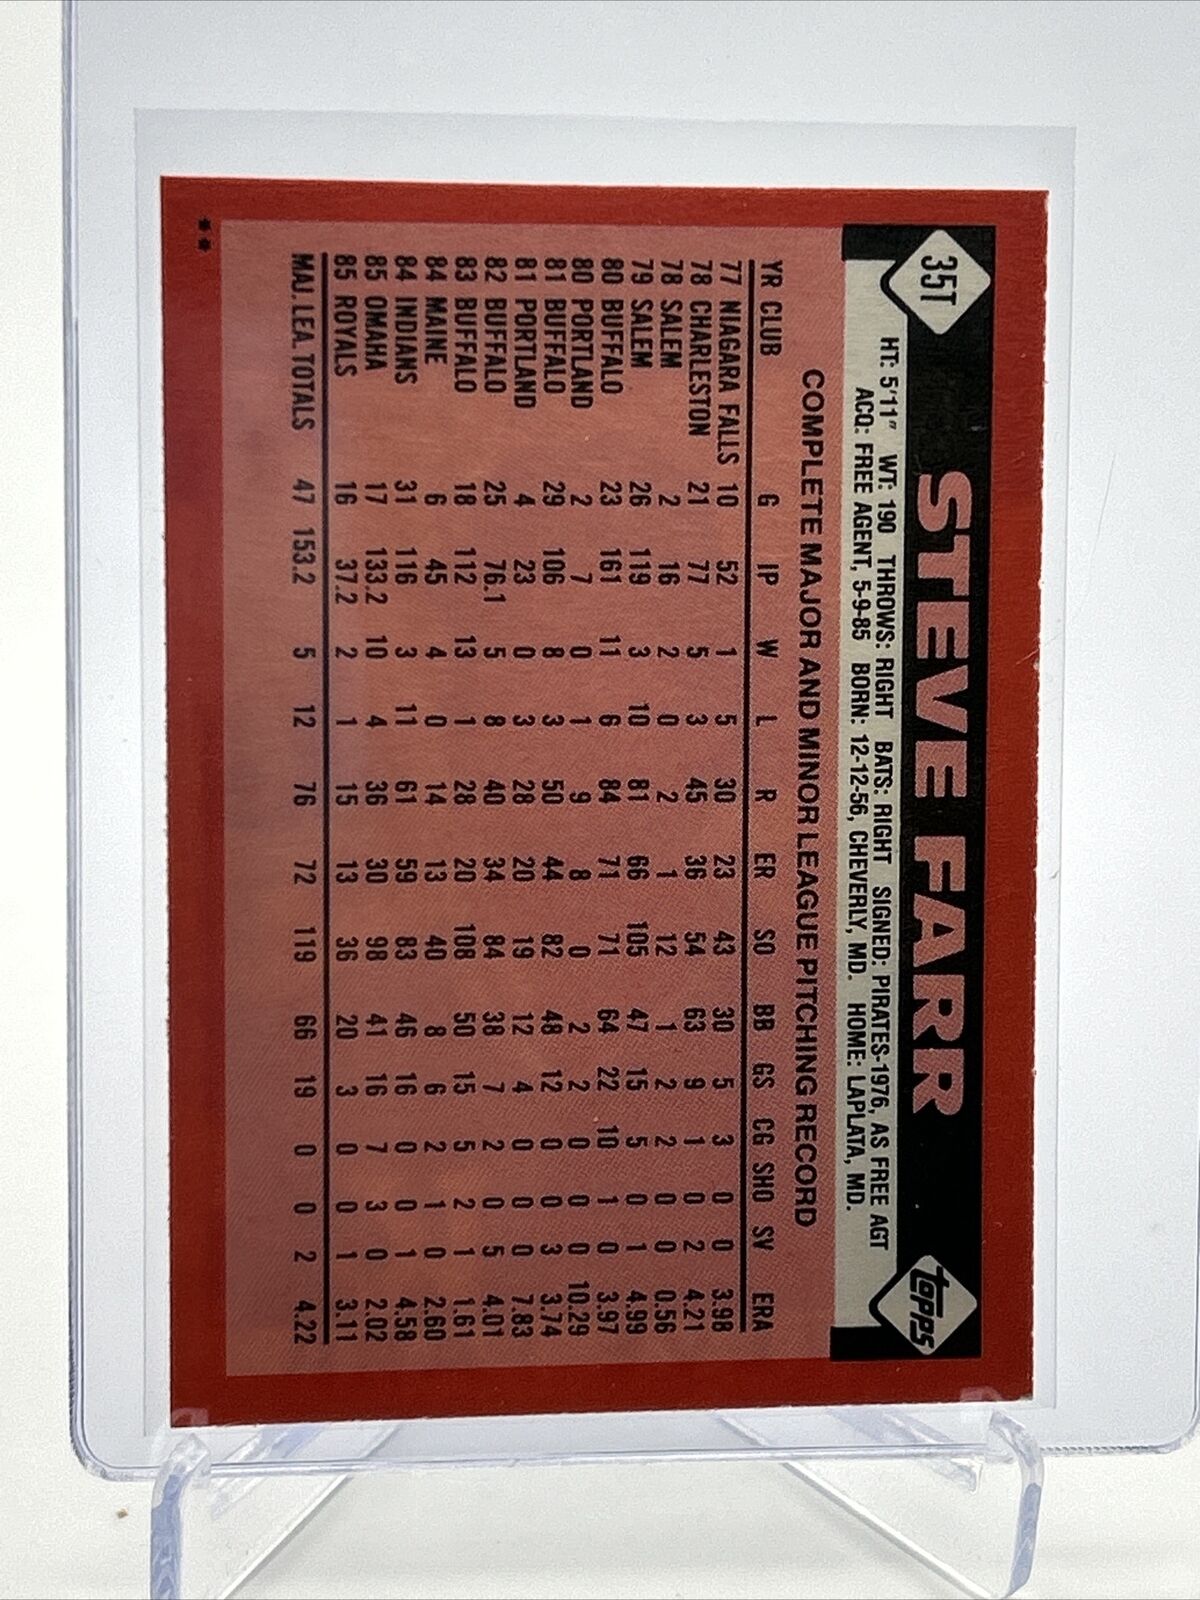 35T
STEVE FARR
topps
HT: 5'11" WT: 190 THROWS: RIGHT BATS: RIGHT SIGNED: PIRATES-1976, AS FREE AGT
ACQ: FREE AGENT, 5-9-85 BORN: 12-12-56, CHEVERLY, MD. HOME: LAPLATA, MD.
COMPLETE MAJOR AND MINOR LEAGUE PITCHING RECORD
YR CLUB G IP W L R ER SO BB GS CG SHO SV ERA
77 NIAGARA FALLS 10 52 1 5 30 23 43 30 5 3 0 0 3.98
78 CHARLESTON 21 77 5 3 45 36 54 63 9 1 0 2 4.21
78 SALEM 2 16 2 0 2 1 12 1 2 2 0 0 0.56
79 SALEM 26 119 3 10 81 66 105 47 15 5 0 1 4.99
80 BUFFALO 23 161 11 6 84 71 71 64 22 10 1 0 3.97
80 PORTLAND 2 7 0 1 9 8 0 2 2 0 0 0 10.29
81 BUFFALO 29 106 8 3 50 44 82 48 12 0 0 3 3.74
81 PORTLAND 4 23 0 3 28 20 19 12 4 0 0 0 7.83
82 BUFFALO 25 76.1 5 8 40 34 84 38 7 2 0 5 4.01
83 BUFFALO 18 112 13 1 28 20 108 50 15 5 2 1 1.61
84 MAINE 6 45 4 0 14 13 40 8 6 2 1 0 2.60
84 INDIANS 31 116 3 11 61 59 83 46 16 0 0 1 4.58
85 OMAHA 17 133.2 10 4 36 30 98 41 16 7 3 0 2.02
85 ROYALS 16 37.2 2 1 15 13 36 20 3 0 0 1 3.11
MAJ. LEA. TOTALS 47 153.2 5 12 76 72 119 66 19 0 0 2 4.22
**